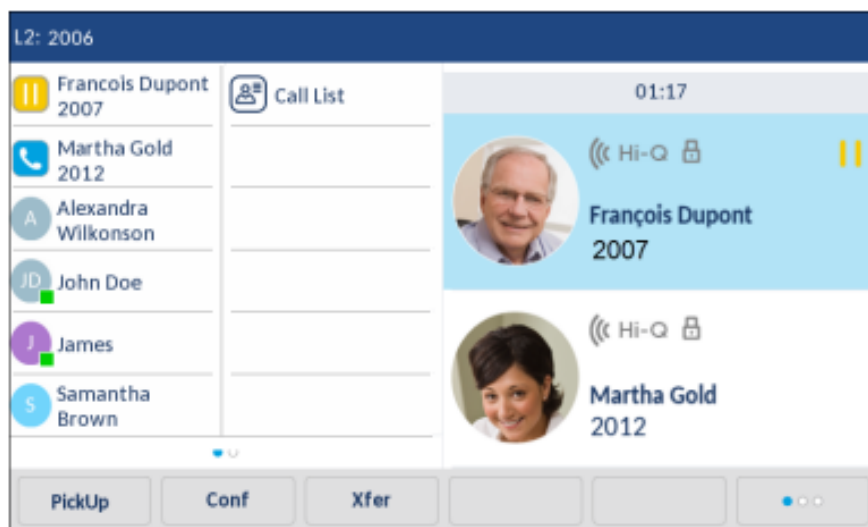 L2: 2006
Francois Dupont
2007
Martha Gold
2012
A
Alexandra
Wilkonson
JD
John Doe
J
James
S
Samantha
Brown
Call List
01:17
Hi-Q
François Dupont
2007
Hi-Q
Martha Gold
2012
PickUp
Conf
Xfer